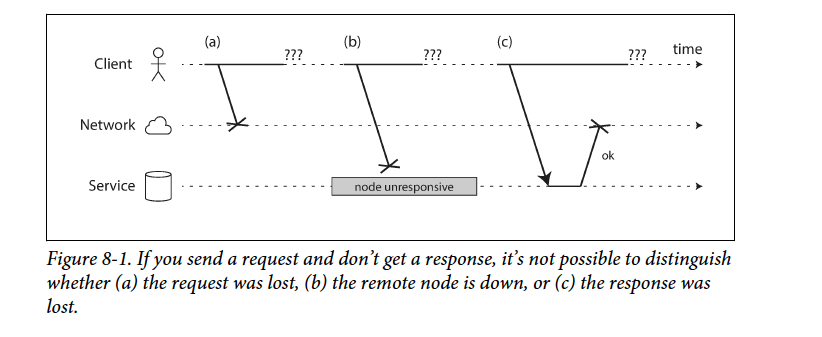 (a) ??? (b) ??? (c) ??? time
Client
Network
ok
Service node unresponsive
Figure 8-1. If you send a request and don’t get a response, it’s not possible to distinguish
whether (a) the request was lost, (b) the remote node is down, or (c) the response was
lost.